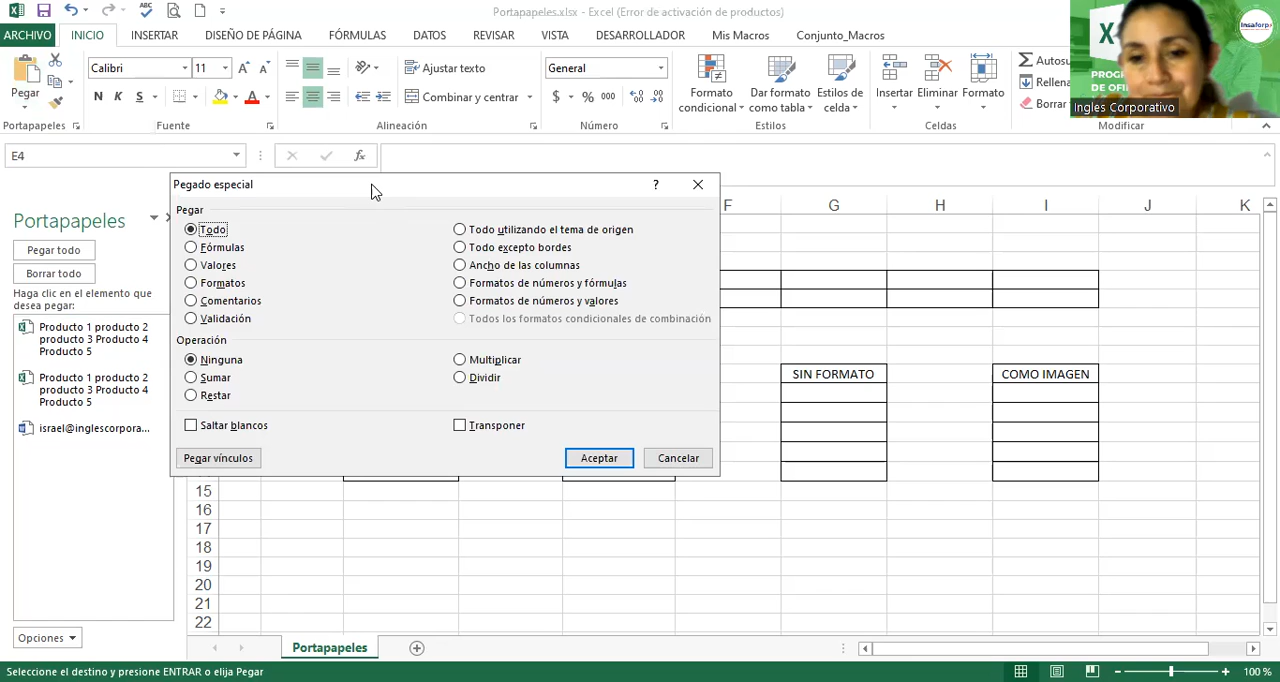 Portapapeles.xlsx - Excel (Error de activación de productos)
ARCHIVO INICIO INSERTAR DISEÑO DE PÁGINA FÓRMULAS DATOS REVISAR VISTA DESARROLLADOR Mis Macros Conjunto_Macros
Calibri 11 Ajustar texto General
Pegar N K S Combinar y centrar $ % 000
Formato condicional Dar formato como tabla Estilos de celda Insertar Eliminar Formato
Autosu
Rellena
Borrar
Insaforp
PROGR
DE OFI
Ingles Corporativo
Portapapeles Fuente Alineación Número Estilos Celdas Modificar
E4 fx
Portapapeles
Pegar todo
Borrar todo
Haga clic en el elemento que
desea pegar:
Producto 1 producto 2
producto 3 Producto 4
Producto 5
Producto 1 producto 2
producto 3 Producto 4
Producto 5
israel@inglescorpora...
Opciones
Pegado especial ?
Pegar
Todo Todo utilizando el tema de origen
Fórmulas Todo excepto bordes
Valores Ancho de las columnas
Formatos Formatos de números y fórmulas
Comentarios Formatos de números y valores
Validación Todos los formatos condicionales de combinación
Operación
Ninguna Multiplicar
Sumar Dividir
Restar
Saltar blancos Transponer
Pegar vínculos Aceptar Cancelar
F G H I J K
SIN FORMATO COMO IMAGEN
15
16
17
18
19
20
21
22
Portapapeles
Seleccione el destino y presione ENTRAR o elija Pegar 100 %